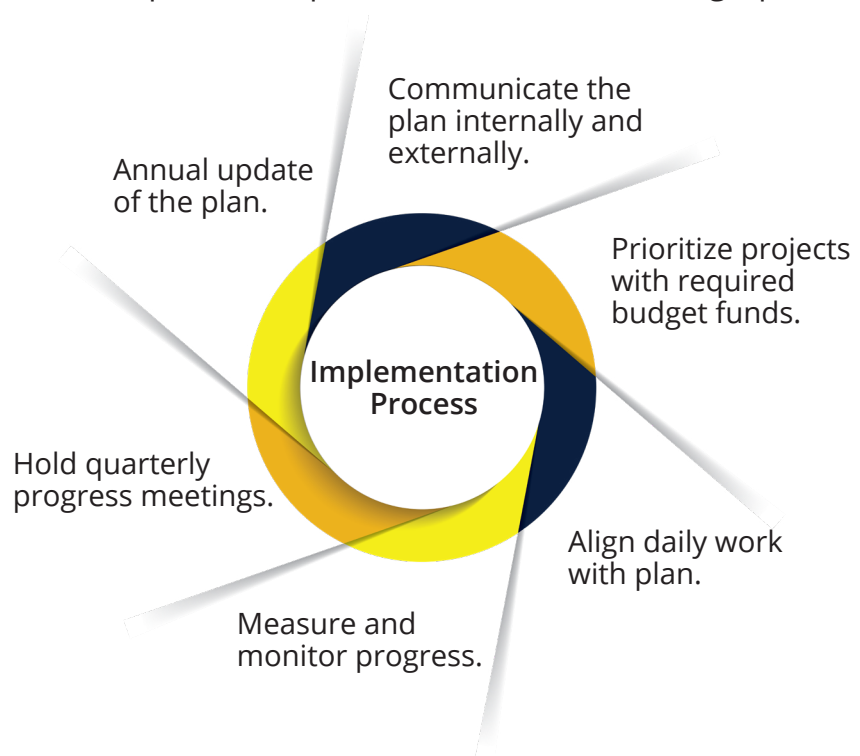 Communicate the
plan internally and
externally.
Prioritize projects
with required
budget funds.
Align daily work
with plan.
Measure and
monitor progress.
Hold quarterly
progress meetings.
Annual update
of the plan.
Implementation
Process